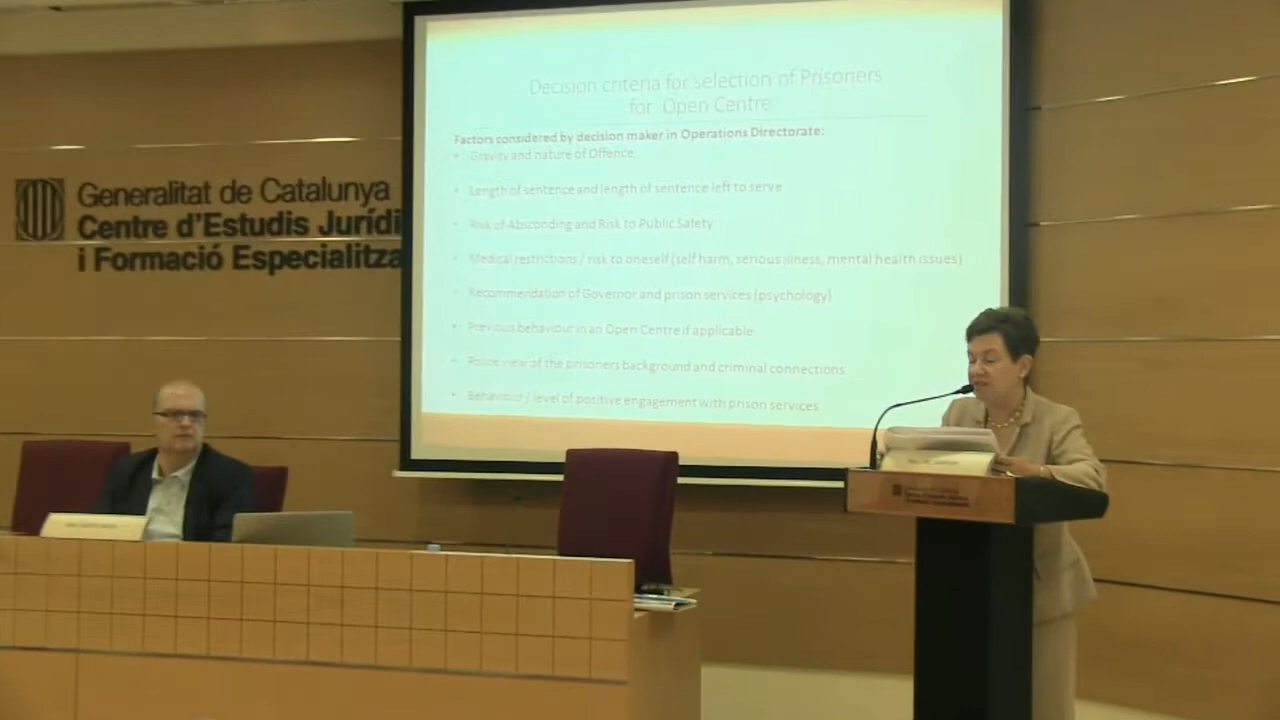 Decision criteria for selection of Prisoners
for Open Centre
Factors considered by decision maker in Operations Directorate:
• Gravity and nature of Offence
• Length of sentence and length of sentence left to serve
• Risk of Absconding and Risk to Public Safety
• Medical restrictions / risk to oneself (self harm, serious illness, mental health issues)
• Recommendation of Governor and prison services (psychology)
• Previous behaviour in an Open Centre if applicable
• Police view of the prisoners background and criminal connections
• Behaviour / level of positive engagement with prison services
Generalitat de Catalunya
Centre d'Estudis Jurídi
i Formació Especialitza